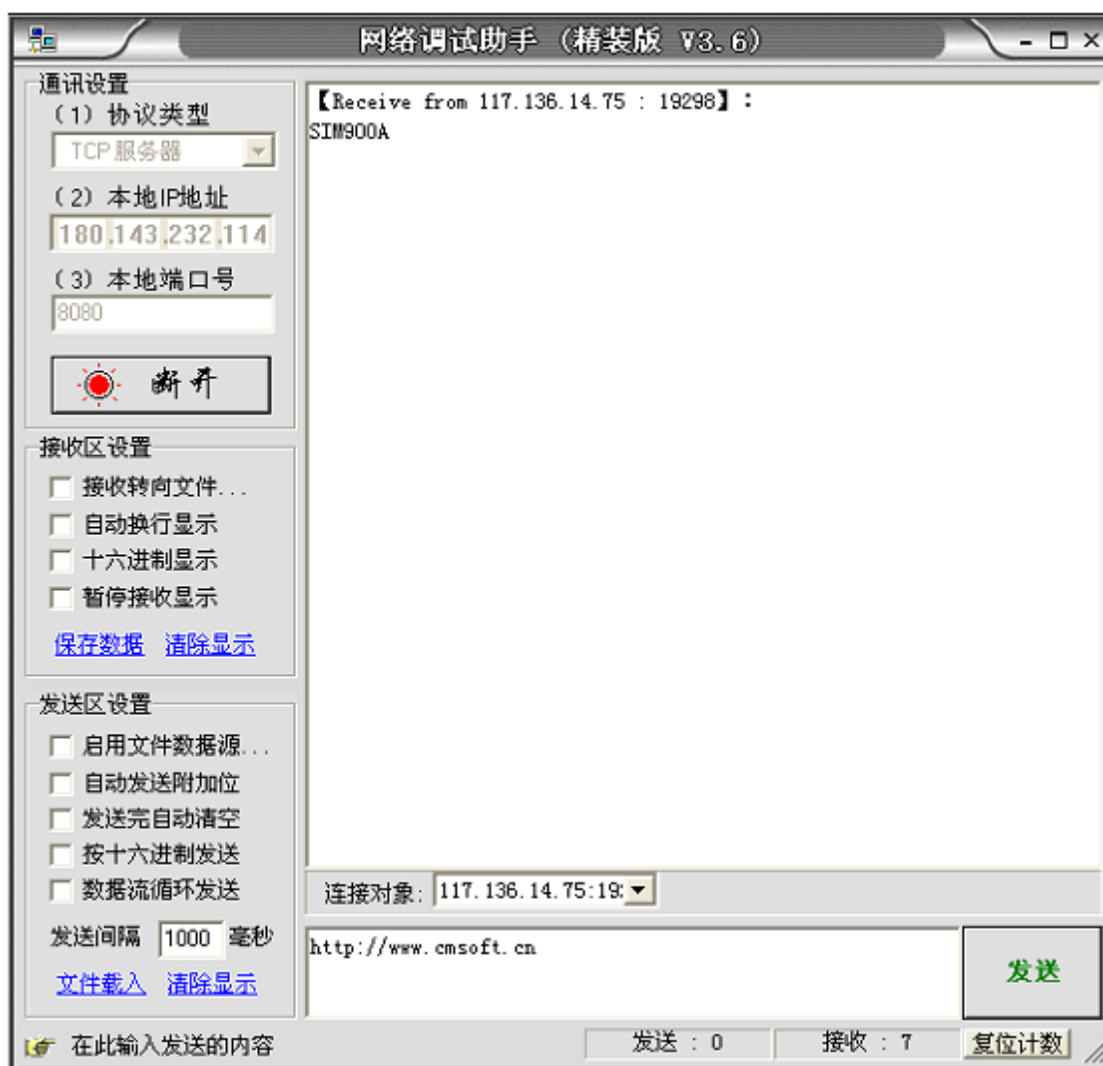 网络调试助手 (精装版 V3.6)
通讯设置
(1) 协议类型
TCP服务器
(2) 本地IP地址
180.143.232.114
(3) 本地端口号
8080
断开
接收区设置
接收转向文件...
自动换行显示
十六进制显示
暂停接收显示
保存数据 清除显示
发送区设置
启用文件数据源...
自动发送附加位
发送完自动清空
按十六进制发送
数据流循环发送
发送间隔 1000 毫秒
文件载入 清除显示
【Receive from 117.136.14.75 : 19298】:
SIM900A
连接对象: 117.136.14.75:19
http://www.cmsoft.cn
发送
在此输入发送的内容
发送 : 0
接收 : 7
复位计数